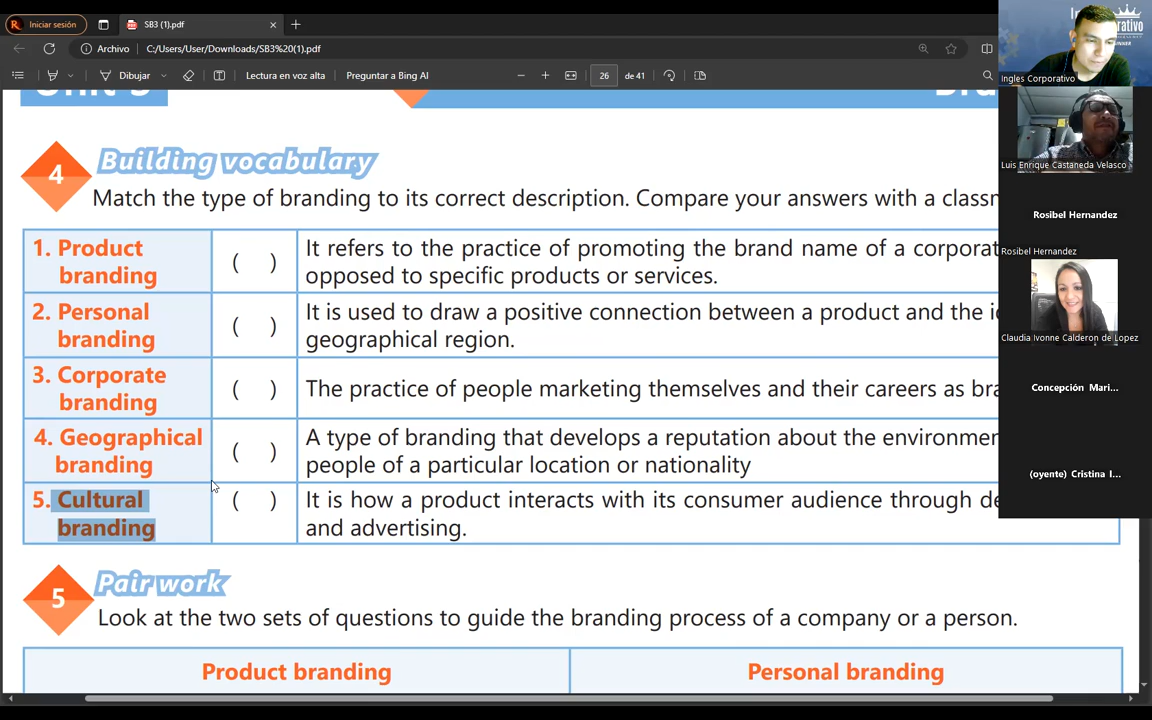 Iniciar sesión
SB3 (1).pdf
Archivo
C:/Users/User/Downloads/SB3%20(1).pdf
Dibujar
Lectura en voz alta
Preguntar a Bing AI
26
de 41
4
Building vocabulary
Match the type of branding to its correct description. Compare your answers with a
1. Product branding
( )
It refers to the practice of promoting the brand name of a
opposed to specific products or services.
2. Personal branding
( )
It is used to draw a positive connection between a product and the
geographical region.
3. Corporate branding
( )
The practice of people marketing themselves and their careers as
4. Geographical branding
( )
A type of branding that develops a reputation about the
people of a particular location or nationality
5. Cultural branding
( )
It is how a product interacts with its consumer audience through
and advertising.
5
Pair work
Look at the two sets of questions to guide the branding process of a company or a person.
Product branding
Personal branding
Ingles Corporativo
Luis Enrique Castaneda Velasco
Rosibel Hernandez
Rosibel Hernandez
Claudia Ivonne Calderon de Lopez
Concepción Mari...
(oyente) Cristina I...